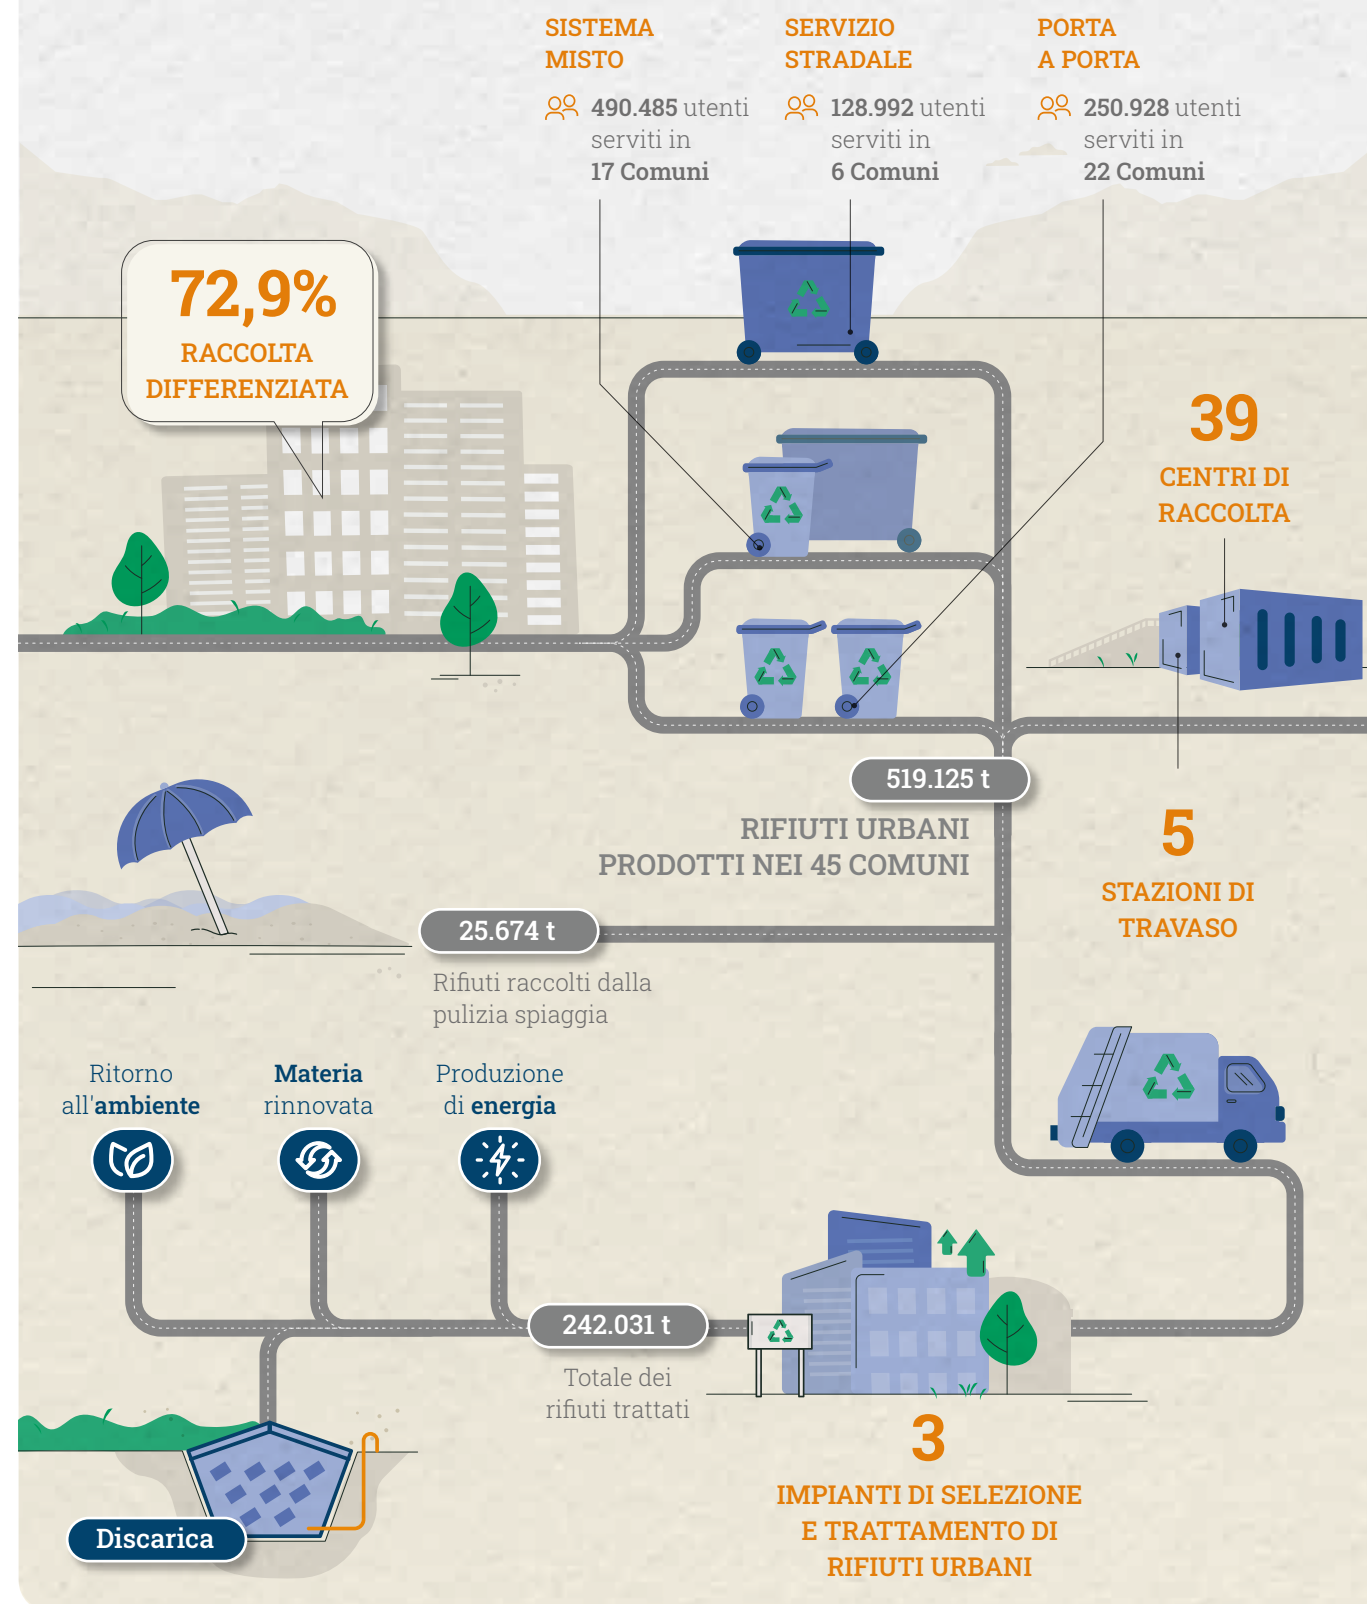 SISTEMA
MISTO
490.485 utenti
serviti in
17 Comuni
SERVIZIO
STRADALE
128.992 utenti
serviti in
6 Comuni
PORTA
A PORTA
250.928 utenti
serviti in
22 Comuni
72,9%
RACCOLTA
DIFFERENZIATA
39
CENTRI DI
RACCOLTA
519.125 t
RIFIUTI URBANI
PRODOTTI NEI 45 COMUNI
5
STAZIONI DI
TRAVASO
25.674 t
Rifiuti raccolti dalla
pulizia spiaggia
Ritorno
all'ambiente
Materia
rinnovata
Produzione
di energia
242.031 t
Totale dei
rifiuti trattati
3
IMPIANTI DI SELEZIONE
E TRATTAMENTO DI
RIFIUTI URBANI
Discarica